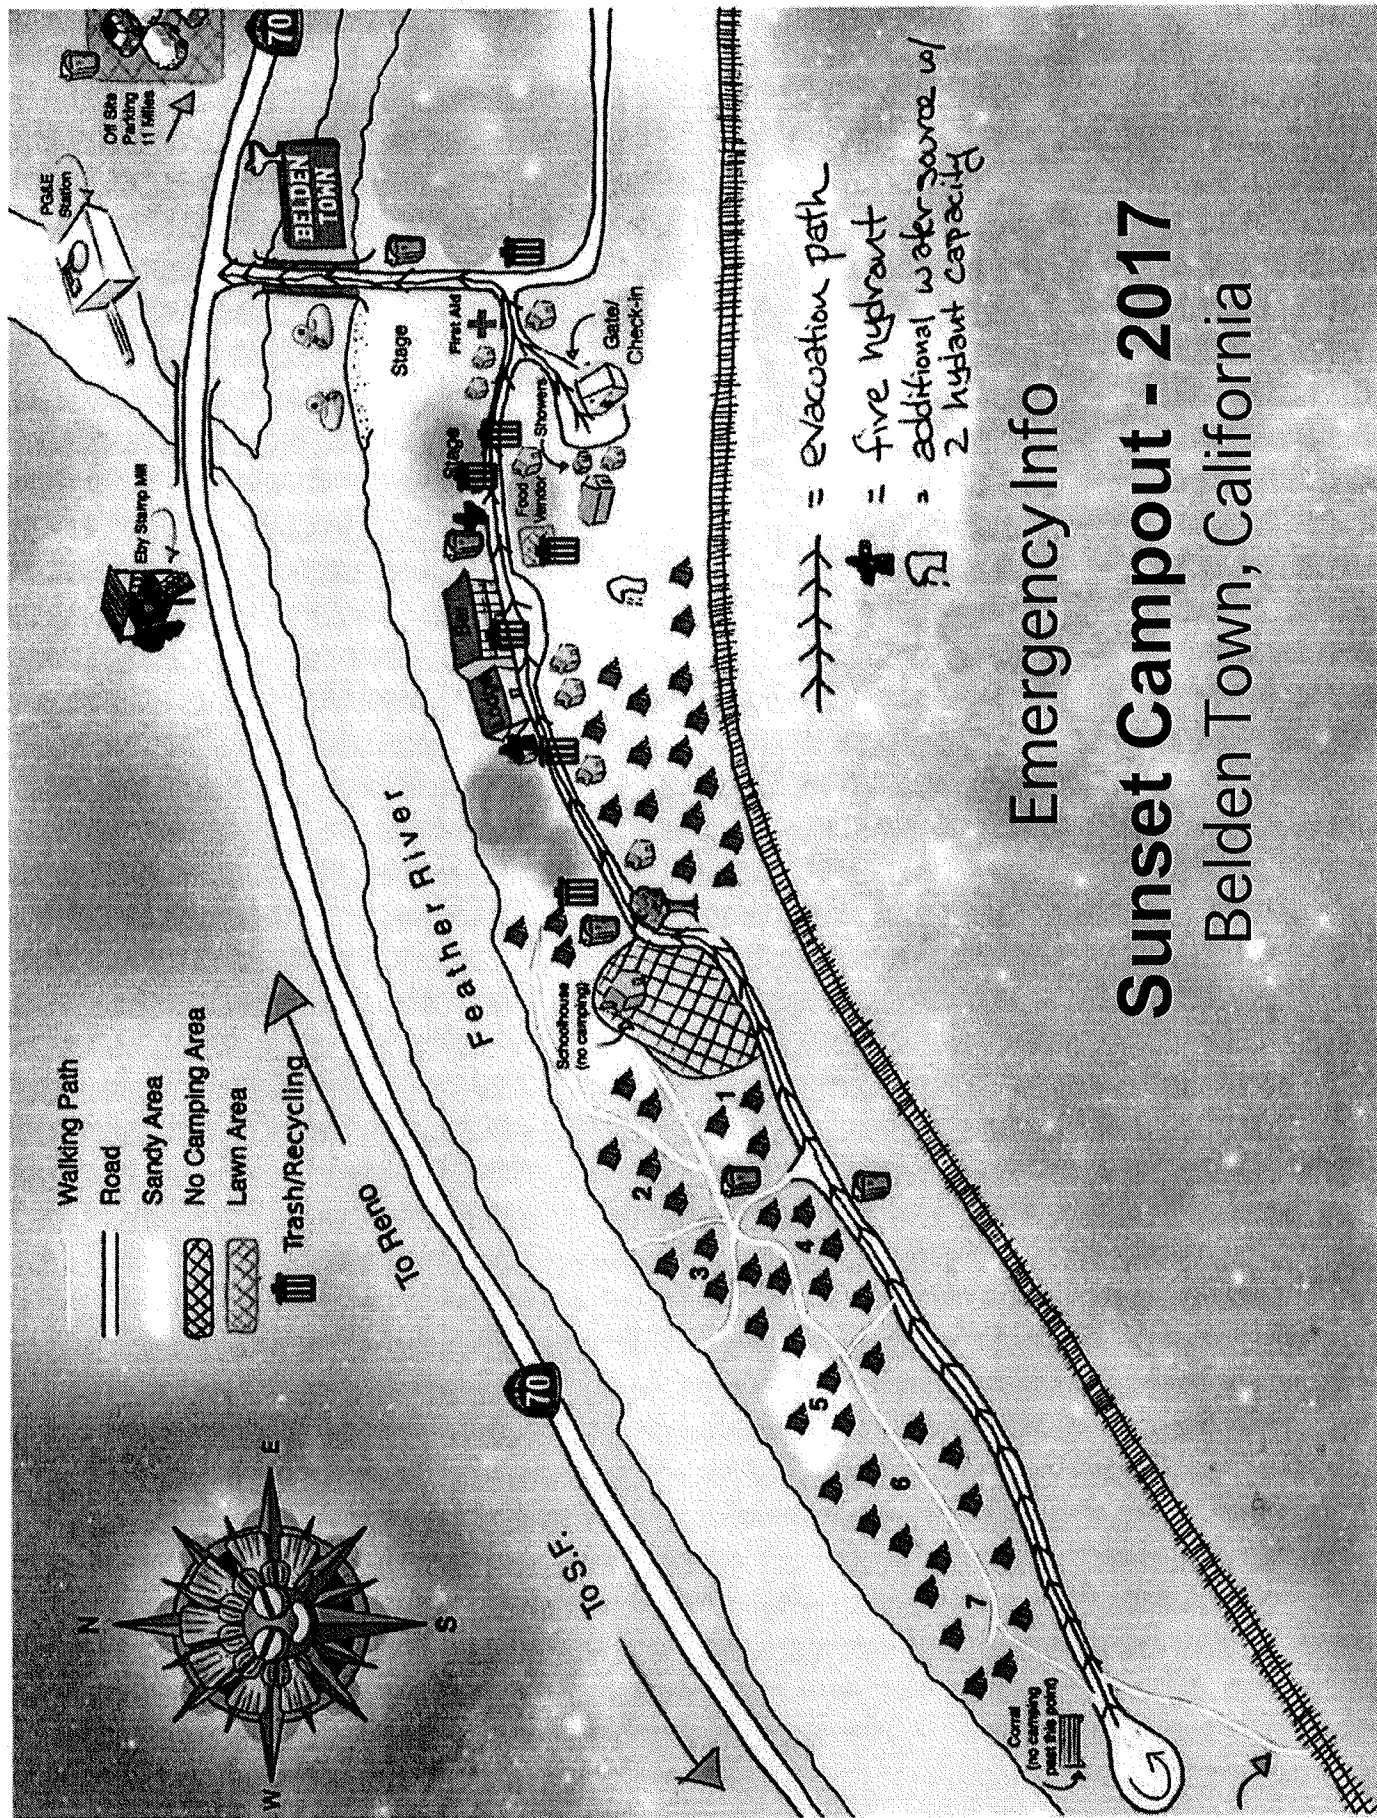 N
E
S
W
Walking Path
Road
Sandy Area
No Camping Area
Lawn Area
Trash/Recycling
To Reno
To S.F.
70
Feather River
Eby Stamp Mill
PG&E
Station
Off Site
Parking
11 Miles
70
BELDEN
TOWN
Stage
First Aid
Stage
Gate/
Check-in
Showers
Food
Vendor
Lodge
Schoolhouse
(no camping)
1
2
3
4
5
6
7
Corral
(no camping
past this point)
= evacuation path
= fire hydrant
= additional water source w/
2 hydant capacity
Emergency Info
Sunset Campout - 2017
Belden Town, California